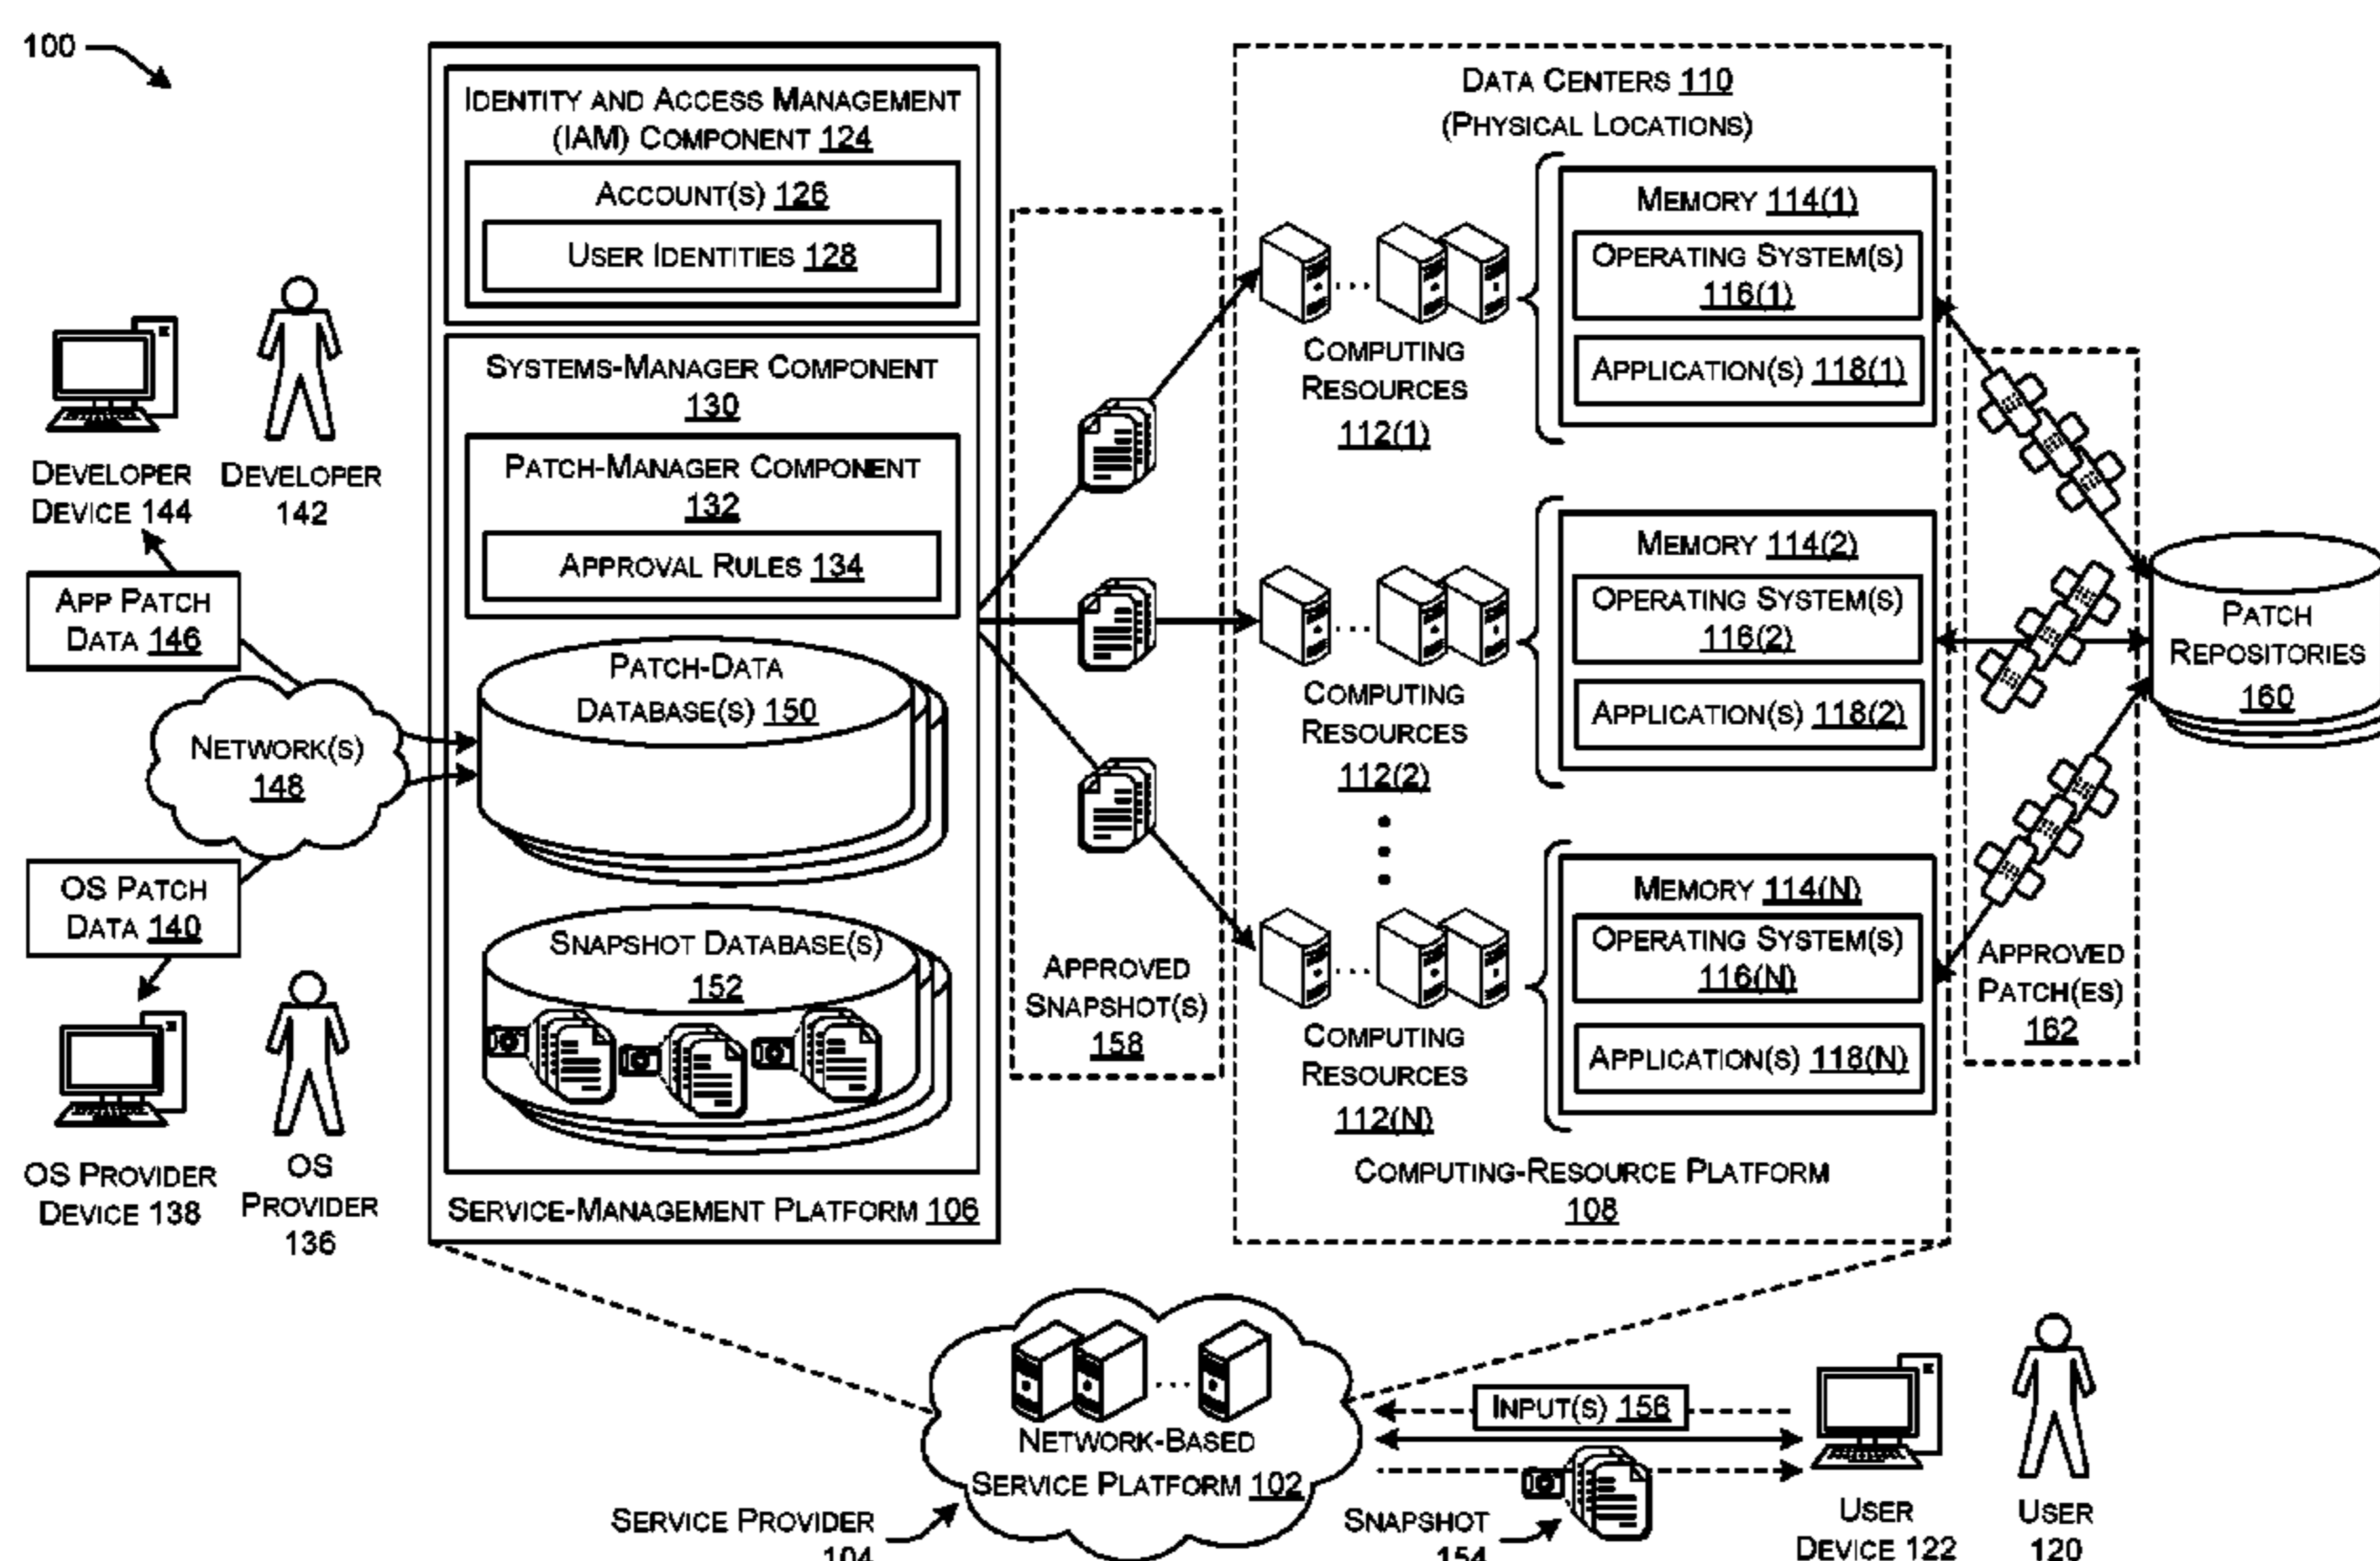 100
IDENTITY AND ACCESS MANAGEMENT
(IAM) COMPONENT 124
ACCOUNT(S) 126
USER IDENTITIES 128
SYSTEMS-MANAGER COMPONENT
130
PATCH-MANAGER COMPONENT
132
APPROVAL RULES 134
PATCH-DATA
DATABASE(S) 150
SNAPSHOT DATABASE(S)
152
SERVICE-MANAGEMENT PLATFORM 106
DEVELOPER
DEVICE 144
DEVELOPER
142
APP PATCH
DATA 146
NETWORK(S)
148
OS PATCH
DATA 140
OS PROVIDER
DEVICE 138
OS
PROVIDER
136
APPROVED
SNAPSHOT(S)
158
DATA CENTERS 110
(PHYSICAL LOCATIONS)
COMPUTING
RESOURCES
112(1)
MEMORY 114(1)
OPERATING SYSTEM(S)
116(1)
APPLICATION(S) 118(1)
COMPUTING
RESOURCES
112(2)
MEMORY 114(2)
OPERATING SYSTEM(S)
116(2)
APPLICATION(S) 118(2)
COMPUTING
RESOURCES
112(N)
MEMORY 114(N)
OPERATING SYSTEM(S)
116(N)
APPLICATION(S) 118(N)
COMPUTING-RESOURCE PLATFORM
108
APPROVED
PATCH(ES)
162
PATCH
REPOSITORIES
160
NETWORK-BASED
SERVICE PLATFORM 102
SERVICE PROVIDER
104
INPUT(S) 156
SNAPSHOT
154
USER
DEVICE 122
USER
120